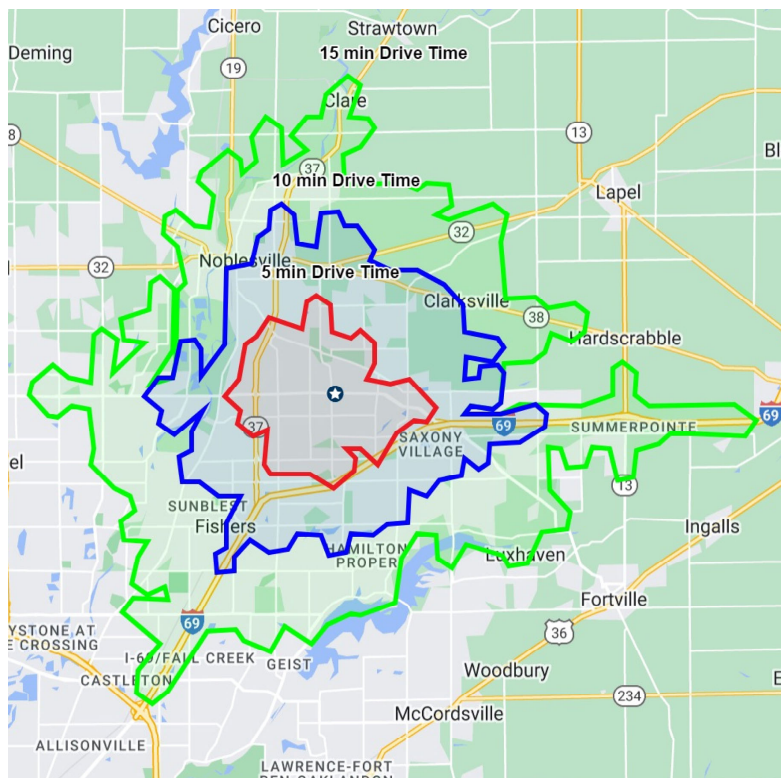 Cicero
Strawtown
Deming
15 min Drive Time
19
Clare
13
8
37
10 min Drive Time
Lapel
32
Noblesville
32
5 min Drive Time
Clarksville
38
Hardscrabble
69
37
69
SAXONY
VILLAGE
SUMMERPOINTE
el
13
SUNBLEST
Fishers
Ingalls
HAMILTON
PROPER
Luxhaven
Fortville
69
YSTONE AT
E CROSSING
36
I-69/FALL CREEK
GEIST
CASTLETON
Woodbury
234
McCordsville
ALLISONVILLE
LAWRENCE-FORT